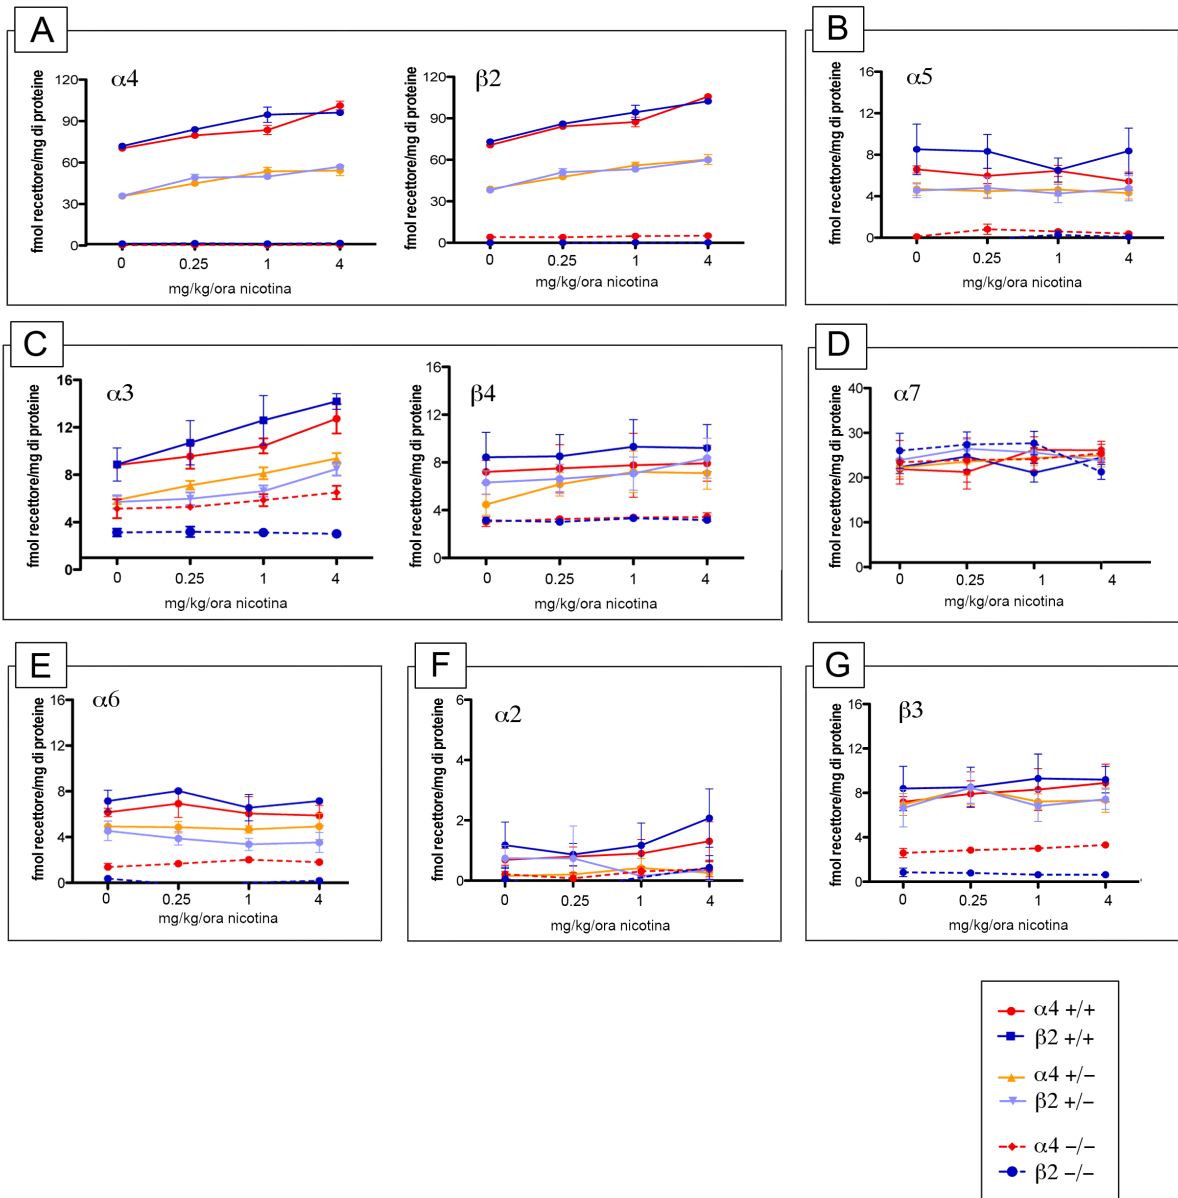 A
fmol recettore/mg di proteine
α4
120
90
60
30
0
0 0.25 1 4
mg/kg/ora nicotina
fmol recettore/mg di proteine
β2
120
90
60
30
0
0 0.25 1 4
mg/kg/ora nicotina
B
fmol recettore/mg di proteine
α5
16
12
8
4
0
0 0.25 1 4
mg/kg/ora nicotina
C
fmol recettore/mg di proteine
α3
16
12
8
4
0
0 0.25 1 4
mg/kg/ora nicotina
fmol recettore/mg di proteine
β4
16
12
8
4
0
0 0.25 1 4
mg/kg/ora nicotina
D
fmol recettore/mg di proteine
α7
40
30
20
10
0
0 0.25 1 4
mg/kg/ora nicotina
E
fmol recettore/mg di proteine
α6
16
12
8
4
0
0 0.25 1 4
mg/kg/ora nicotina
F
fmol recettore/mg di proteine
α2
6
4
2
0
0 0.25 1 4
mg/kg/ora nicotina
G
fmol recettore/mg di proteine
β3
16
12
8
4
0
0 0.25 1 4
mg/kg/ora nicotina
α4 +/+
β2 +/+
α4 +/−
β2 +/−
α4 −/−
β2 −/−